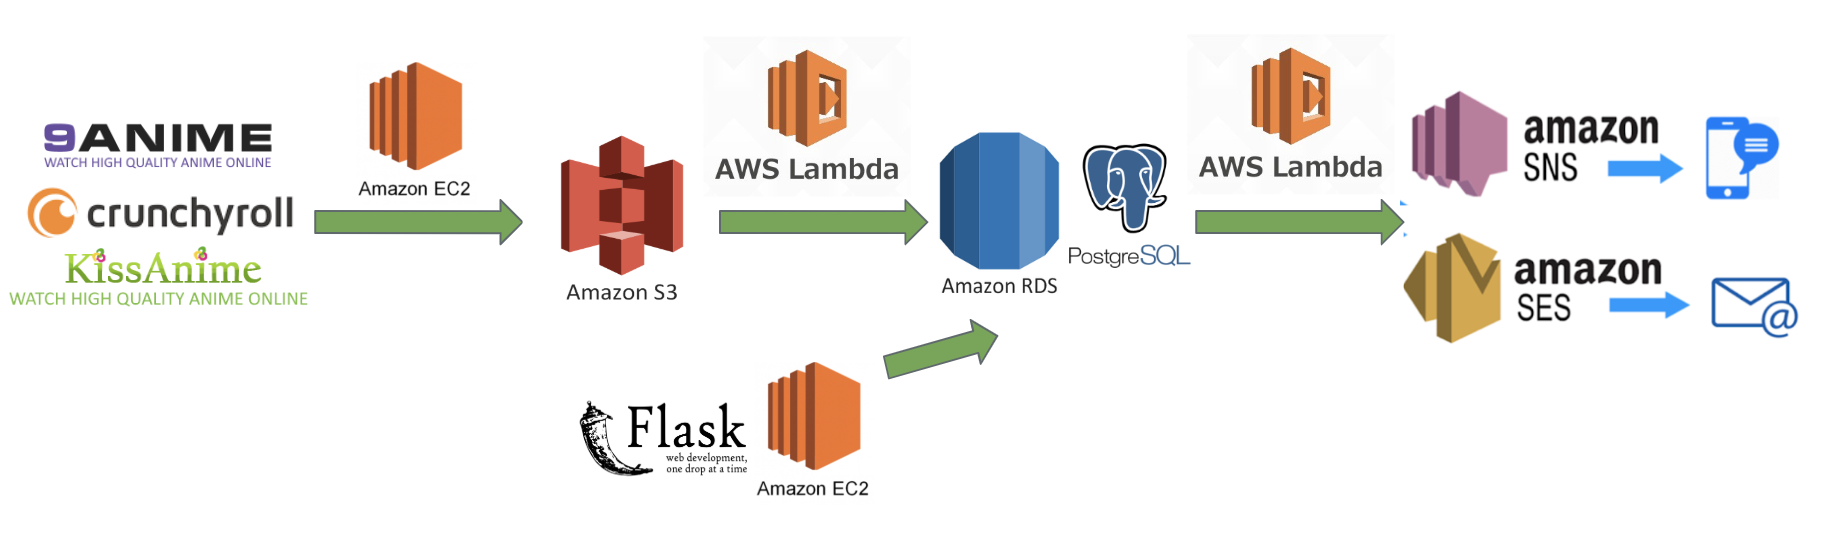 9ANIME
WATCH HIGH QUALITY ANIME ONLINE
crunchyroll
KissAnime
WATCH HIGH QUALITY ANIME ONLINE
Amazon EC2
Amazon S3
AWS Lambda
Amazon RDS
PostgreSQL
AWS Lambda
amazon
SNS
amazon
SES
@
Flask
web development,
one drop at a time
Amazon EC2